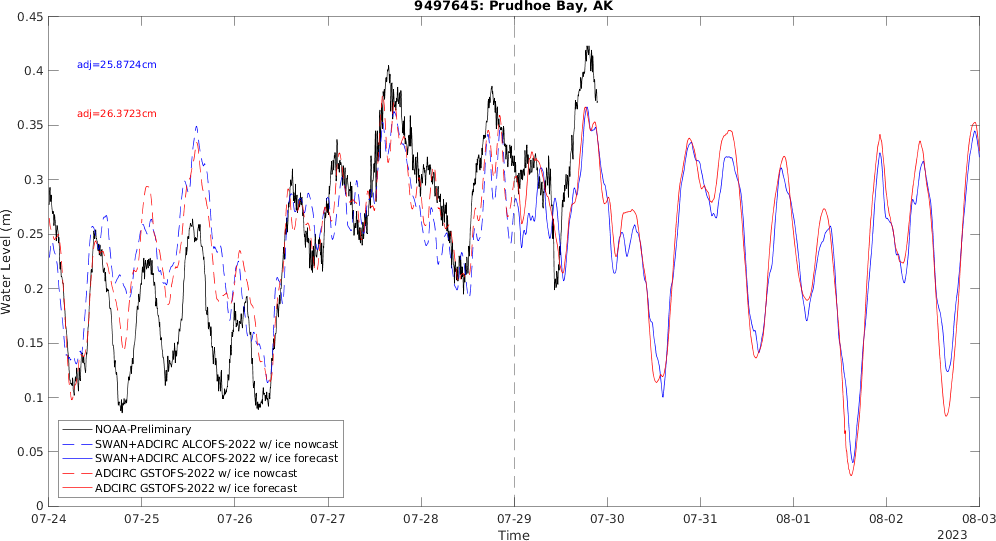 9497645: Prudhoe Bay, AK
0.45
0.4
0.35
0.3
0.25
0.2
0.15
0.1
0.05
0
Water Level (m)
adj=25.8724cm
adj=26.3723cm
NOAA-Preliminary
SWAN+ADCIRC ALCOFS-2022 w/ ice nowcast
SWAN+ADCIRC ALCOFS-2022 w/ ice forecast
ADCIRC GSTOFS-2022 w/ ice nowcast
ADCIRC GSTOFS-2022 w/ ice forecast
07-24 07-25 07-26 07-27 07-28 07-29 07-30 07-31 08-01 08-02 08-03
Time
2023